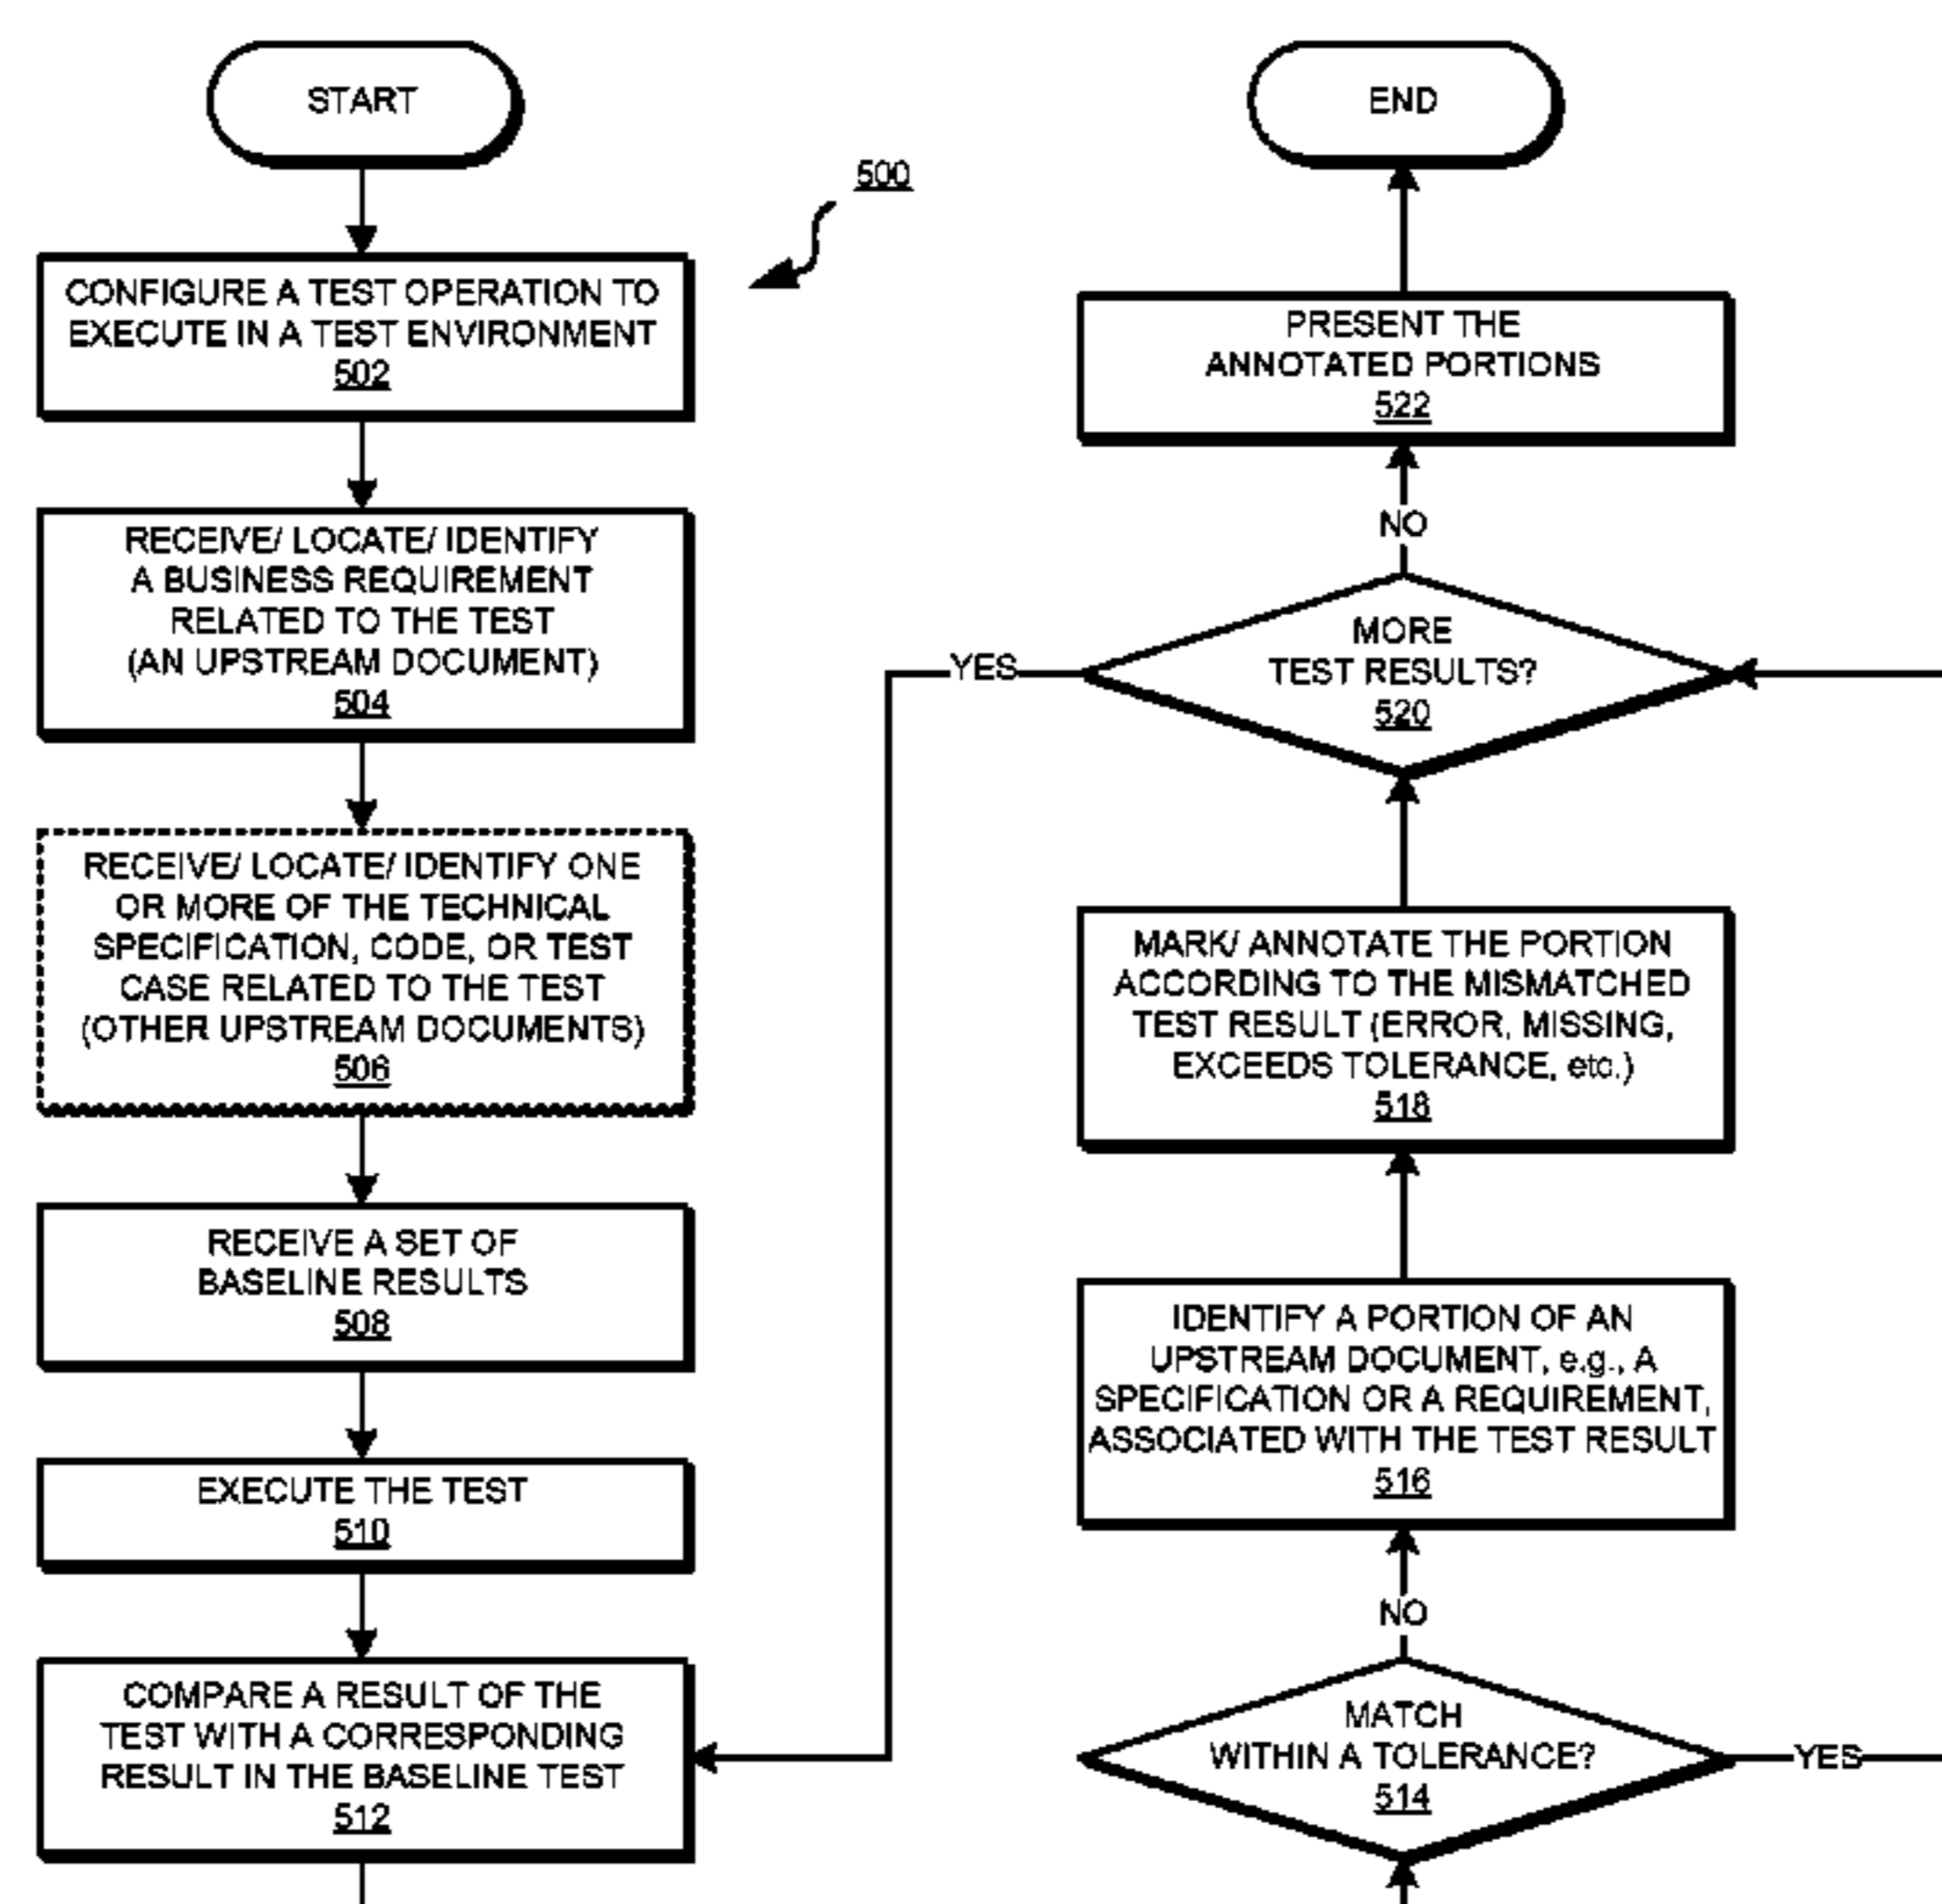 START
500
CONFIGURE A TEST OPERATION TO
EXECUTE IN A TEST ENVIRONMENT
502
RECEIVE/ LOCATE/ IDENTIFY
A BUSINESS REQUIREMENT
RELATED TO THE TEST
(AN UPSTREAM DOCUMENT)
504
RECEIVE/ LOCATE/ IDENTIFY ONE
OR MORE OF THE TECHNICAL
SPECIFICATION, CODE, OR TEST
CASE RELATED TO THE TEST
(OTHER UPSTREAM DOCUMENTS)
506
RECEIVE A SET OF
BASELINE RESULTS
508
EXECUTE THE TEST
510
COMPARE A RESULT OF THE
TEST WITH A CORRESPONDING
RESULT IN THE BASELINE TEST
512
END
PRESENT THE
ANNOTATED PORTIONS
522
NO
MORE
TEST RESULTS?
520
YES
MARK/ ANNOTATE THE PORTION
ACCORDING TO THE MISMATCHED
TEST RESULT (ERROR, MISSING,
EXCEEDS TOLERANCE, etc.)
518
IDENTIFY A PORTION OF AN
UPSTREAM DOCUMENT, e.g., A
SPECIFICATION OR A REQUIREMENT,
ASSOCIATED WITH THE TEST RESULT
516
NO
MATCH
WITHIN A TOLERANCE?
514
YES